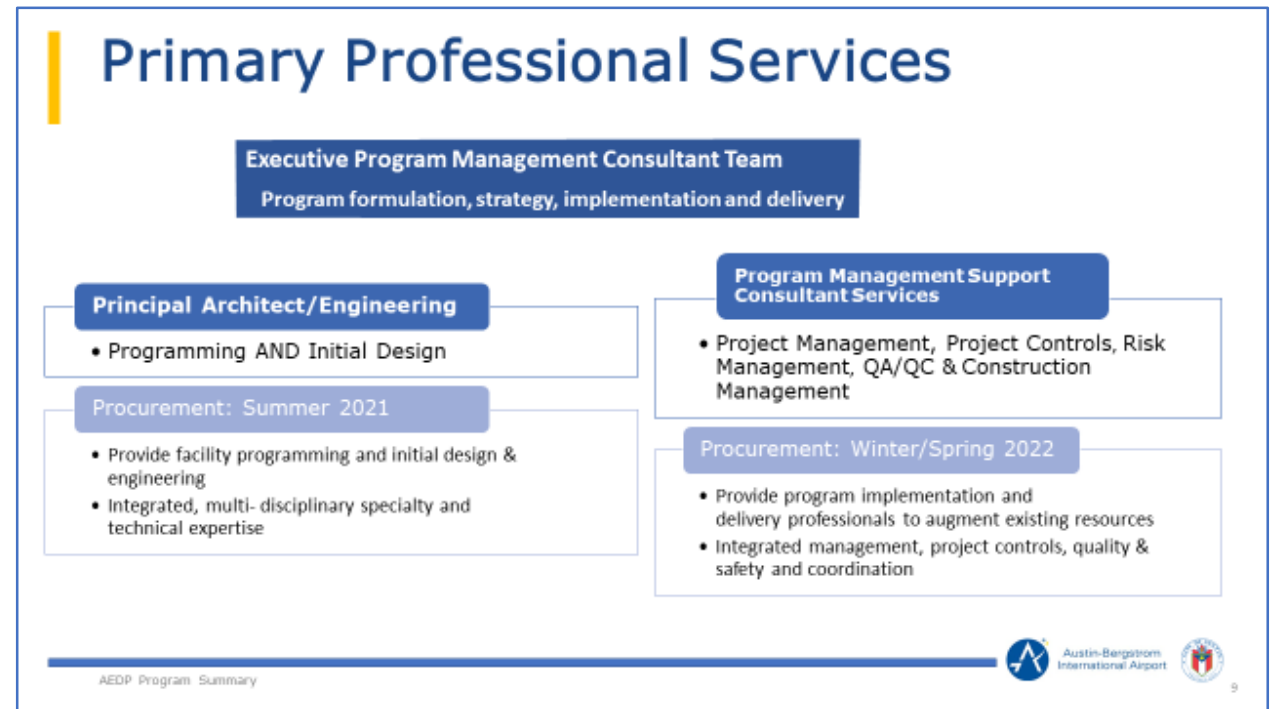 Primary Professional Services
Executive Program Management Consultant Team
Program formulation, strategy, implementation and delivery
Principal Architect/Engineering
• Programming AND Initial Design
Procurement: Summer 2021
• Provide facility programming and initial design &
engineering
• Integrated, multi- disciplinary specialty and
technical expertise
Program Management Support
Consultant Services
• Project Management, Project Controls, Risk
Management, QA/QC & Construction
Management
Procurement: Winter/Spring 2022
• Provide program implementation and
delivery professionals to augment existing resources
• Integrated management, project controls, quality &
safety and coordination
Austin-Bergstrom
International Airport
AEDP Program Summary
9